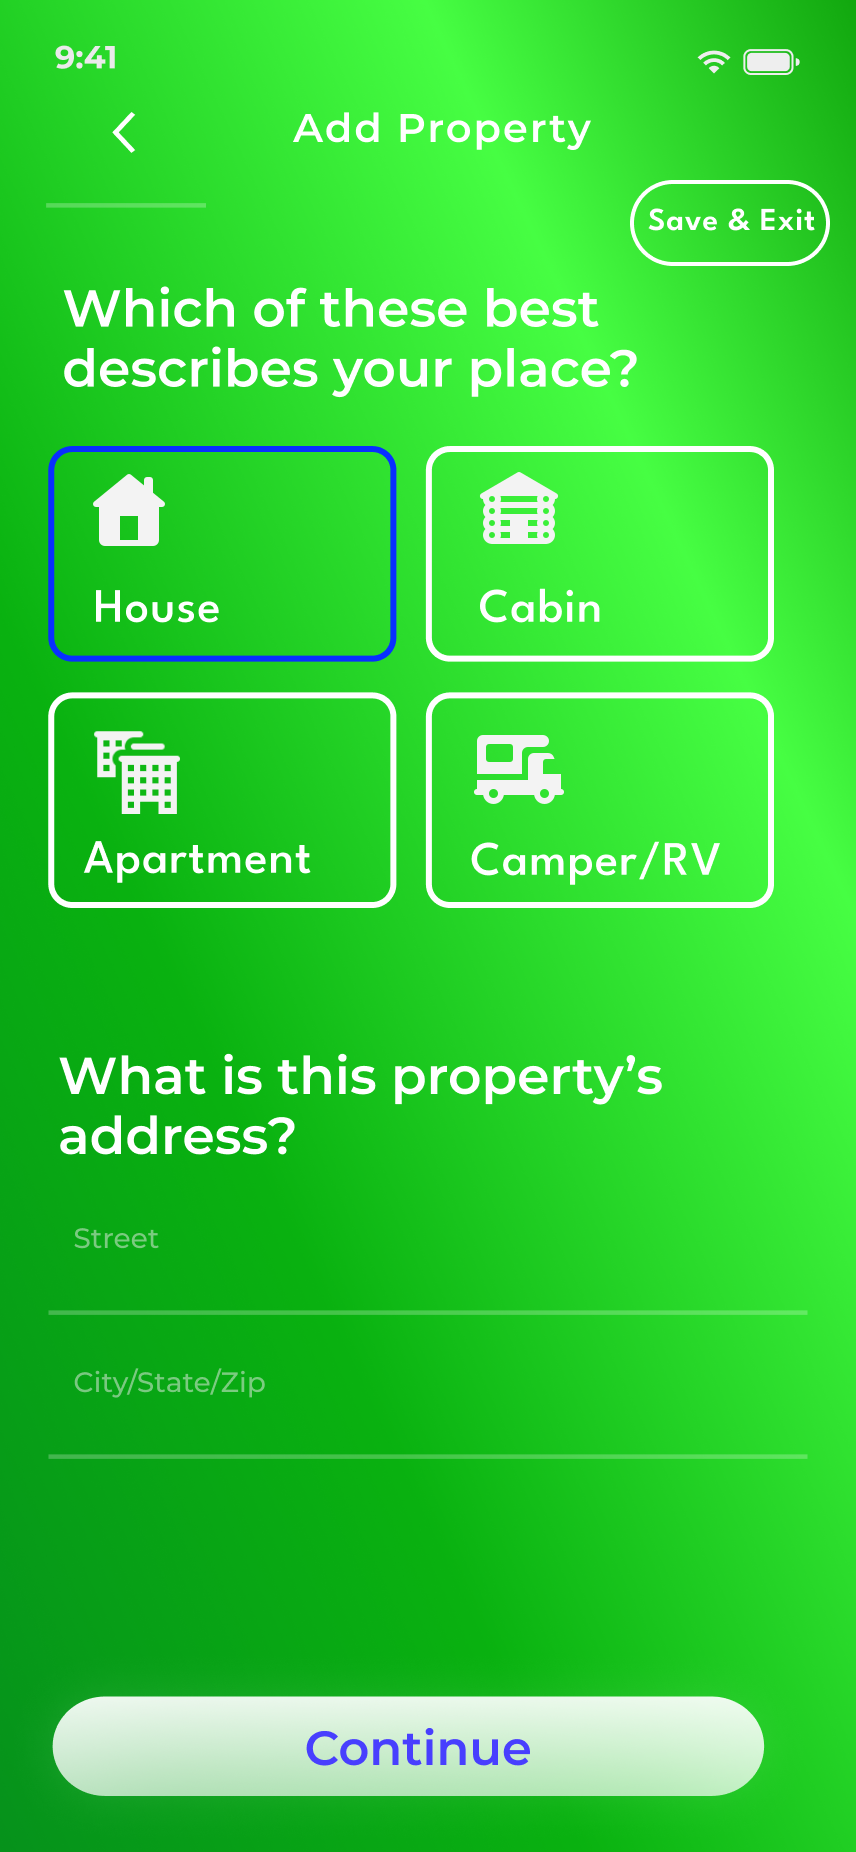 9:41
Add Property
Save & Exit
Which of these best
describes your place?
House
Cabin
Apartment
Camper/RV
What is this property’s
address?
Street
City/State/Zip
Continue